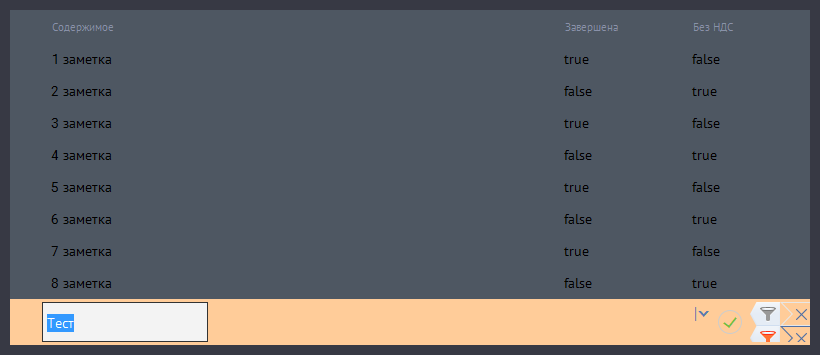 Содержимое Завершена Без НДС
1 заметка true false
2 заметка false true
3 заметка true false
4 заметка false true
5 заметка true false
6 заметка false true
7 заметка true false
8 заметка false true
Тест